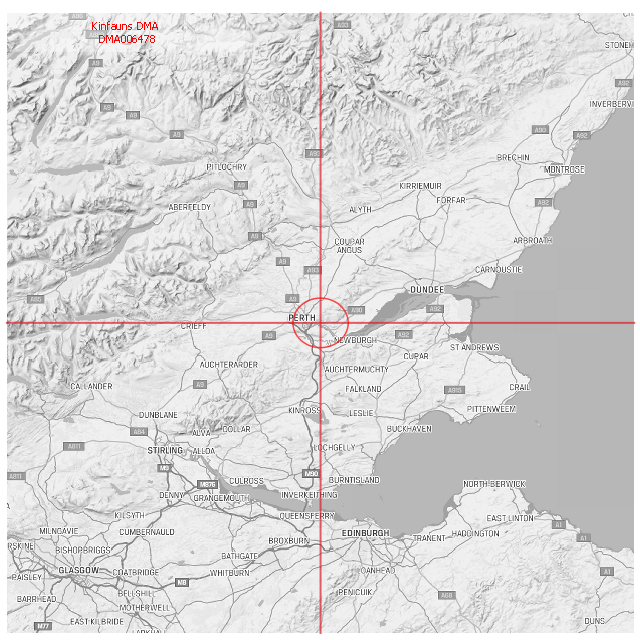 Kinfauns DMA
DMA006478
A93
STONEH
A9
INVERBERVI
A9
A9
A90
A92
A9
A93
BRECHIN
MONTROSE
PITLOCHRY
A9
KIRRIEMUIR
FORFAR
ABERFELDY
A9
ALYTH
A92
A9
COUPAR
ANGUS
ARBROATH
A9
A93
CARNOUSTIE
DUNDEE
A85
A9
A90
A92
PERTH
CRIEFF
A9
A92
NEWBURGH
ST ANDREWS
CUPAR
AUCHTERARDER
AUCHTERMUCHTY
CALLANDER
A9
FALKLAND
A915
CRAIL
DUNBLANE
KINROSS
LESLIE
PITTENWEEM
A84
ALVA
DOLLAR
BUCKHAVEN
A811
STIRLING
ALLOA
LOCHGELLY
M9
M90
A811
CULROSS
BURNTISLAND
NORTH BERWICK
M876
DENNY
GRANGEMOUTH
INVERKEITHING
KILSYTH
QUEENSFERRY
EAST LINTON
A1
MILNGAVIE
CUMBERNAULD
BROXBURN
EDINBURGH
TRANENT
HADDINGTON
A1
ERSKINE
BISHOPBRIGGS
BATHGATE
GLASGOW
COATBRIDGE
WHITBURN
DANHEAD
A1
PAISLEY
M8
BARRHEAD
BELLSHILL
PENICUIK
A68
MOTHERWELL
EAST KILBRIDE
DUNS
M77
LARKHALL